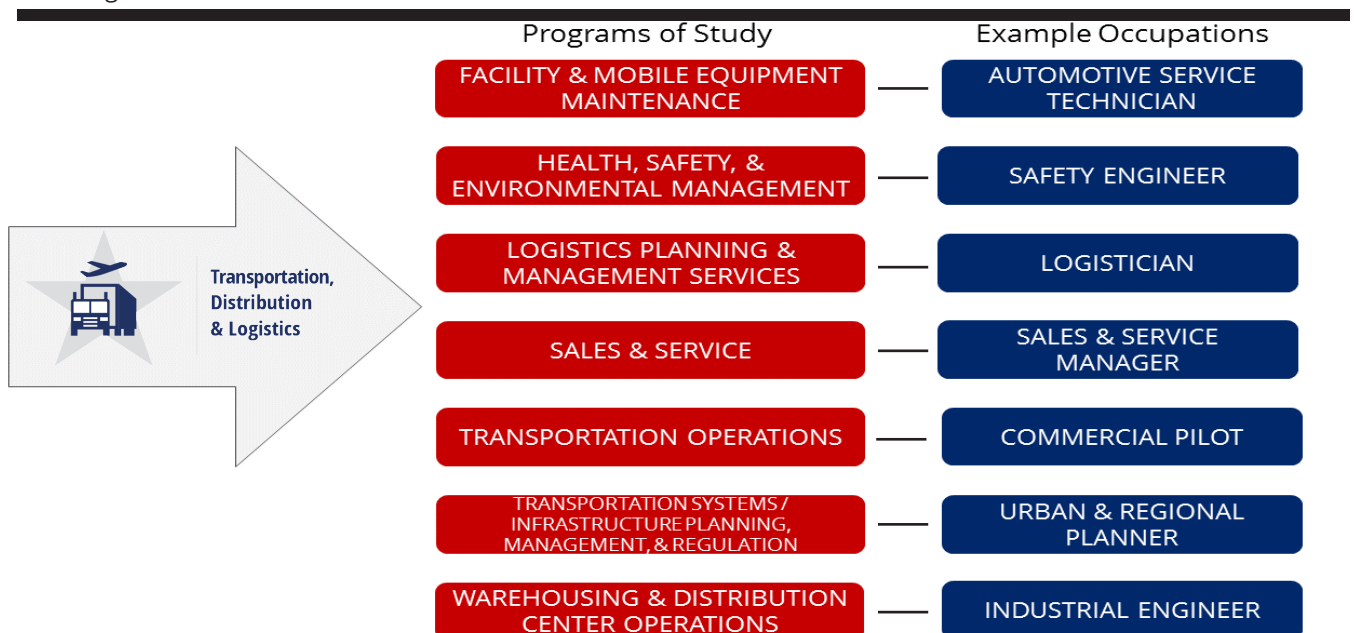 Programs of Study
Example Occupations
FACILITY & MOBILE EQUIPMENT
MAINTENANCE
AUTOMOTIVE SERVICE
TECHNICIAN
HEALTH, SAFETY, &
ENVIRONMENTAL MANAGEMENT
SAFETY ENGINEER
LOGISTICS PLANNING &
MANAGEMENT SERVICES
LOGISTICIAN
Transportation,
Distribution
& Logistics
SALES & SERVICE
SALES & SERVICE
MANAGER
TRANSPORTATION OPERATIONS
COMMERCIAL PILOT
TRANSPORTATION SYSTEMS /
INFRASTRUCTURE PLANNING,
MANAGEMENT, & REGULATION
URBAN & REGIONAL
PLANNER
WAREHOUSING & DISTRIBUTION
CENTER OPERATIONS
INDUSTRIAL ENGINEER